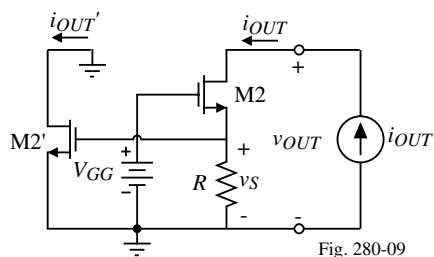 iOUT'
iOUT
+
M2
M2'
+
VGG
-
+
R
vS
-
vOUT
iOUT
-
Fig. 280-09